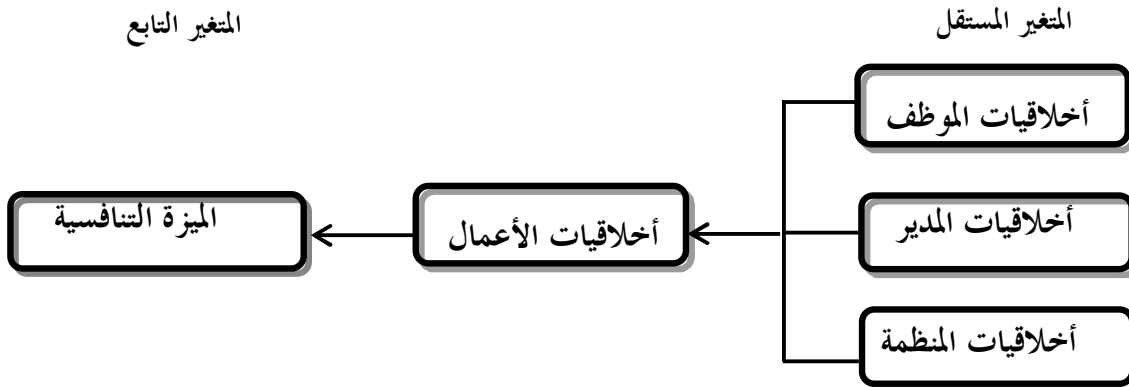 المتغير المستقل
المتغير التابع
أخلاقيات الموظف
أخلاقيات المدير
أخلاقيات الأعمال
الميزة التنافسية
أخلاقيات المنظمة